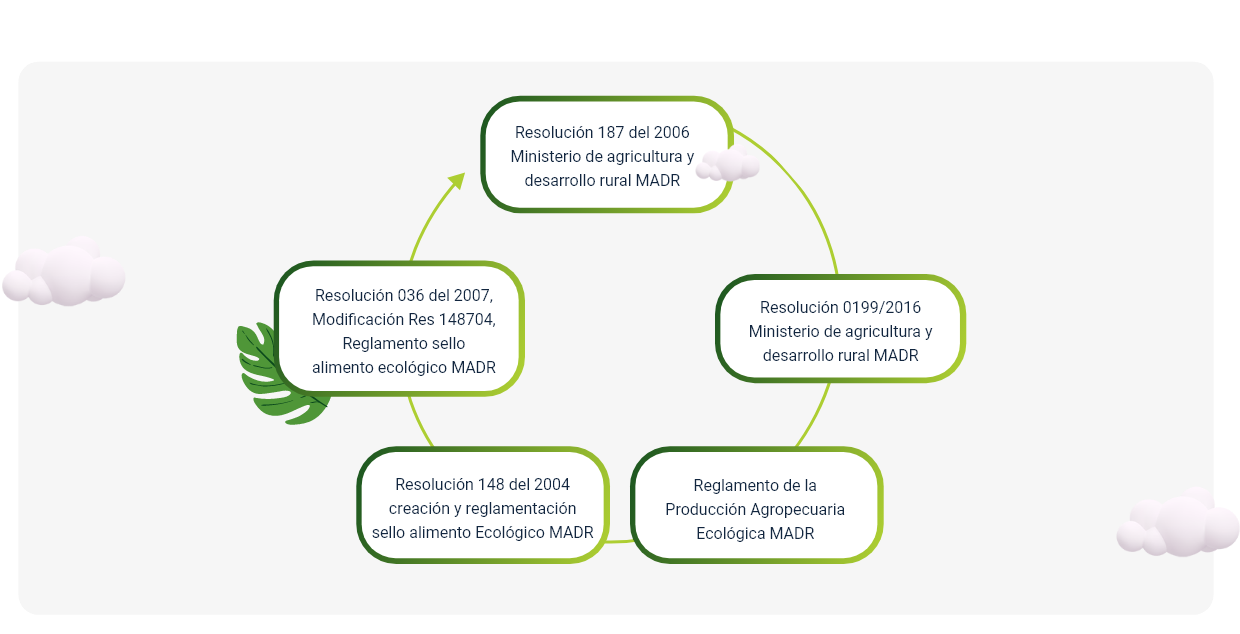 Resolución 187 del 2006
Ministerio de agricultura y
desarrollo rural MADR
Resolución 0199/2016
Ministerio de agricultura y
desarrollo rural MADR
Reglamento de la
Producción Agropecuaria
Ecológica MADR
Resolución 148 del 2004
creación y reglamentación
sello alimento Ecológico MADR
Resolución 036 del 2007,
Modificación Res 148704,
Reglamento sello
alimento ecológico MADR